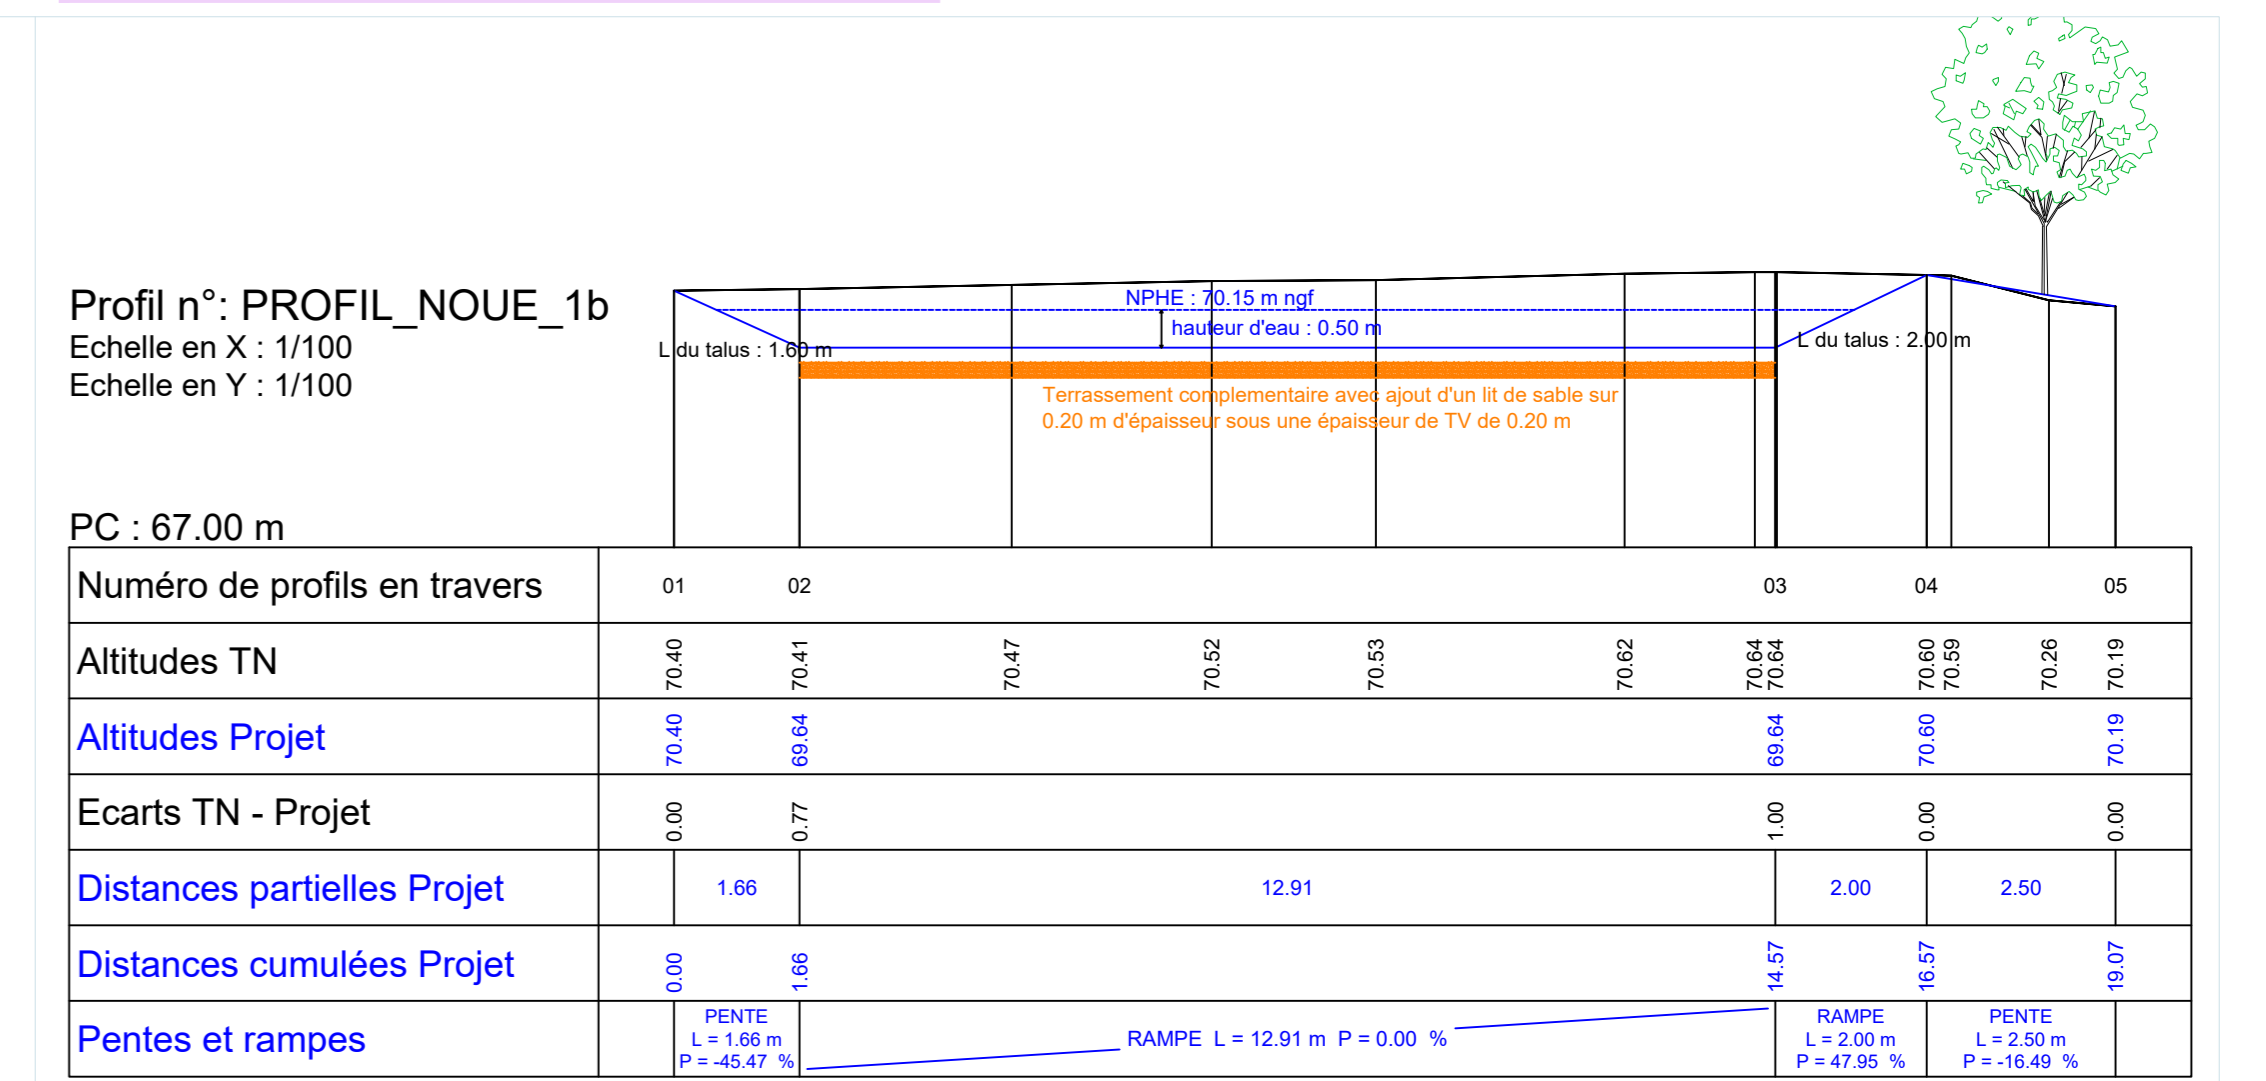 Profil n°: PROFIL_NOUE_1b
Echelle en X : 1/100
Echelle en Y : 1/100
PC : 67.00 m
NPHE : 70.15 m ngf
hauteur d'eau : 0.50 m
L du talus : 1.60 m
L du talus : 2.00 m
Terrassement complementaire avec ajout d'un lit de sable sur
0.20 m d'épaisseur sous une épaisseur de TV de 0.20 m
Numéro de profils en travers 01 02 03 04 05
Altitudes TN 70.40 70.41 70.47 70.52 70.53 70.62 70.64 70.64 70.60 70.59 70.26 70.19
Altitudes Projet 70.40 69.64 69.64 70.60 70.19
Ecarts TN - Projet 0.00 0.77 1.00 0.00 0.00
Distances partielles Projet 1.66 12.91 2.00 2.50
Distances cumulées Projet 0.00 1.66 14.57 16.57 19.07
Pentes et rampes
PENTE
L = 1.66 m
P = -45.47 %
RAMPE L = 12.91 m P = 0.00 %
RAMPE
L = 2.00 m
P = 47.95 %
PENTE
L = 2.50 m
P = -16.49 %